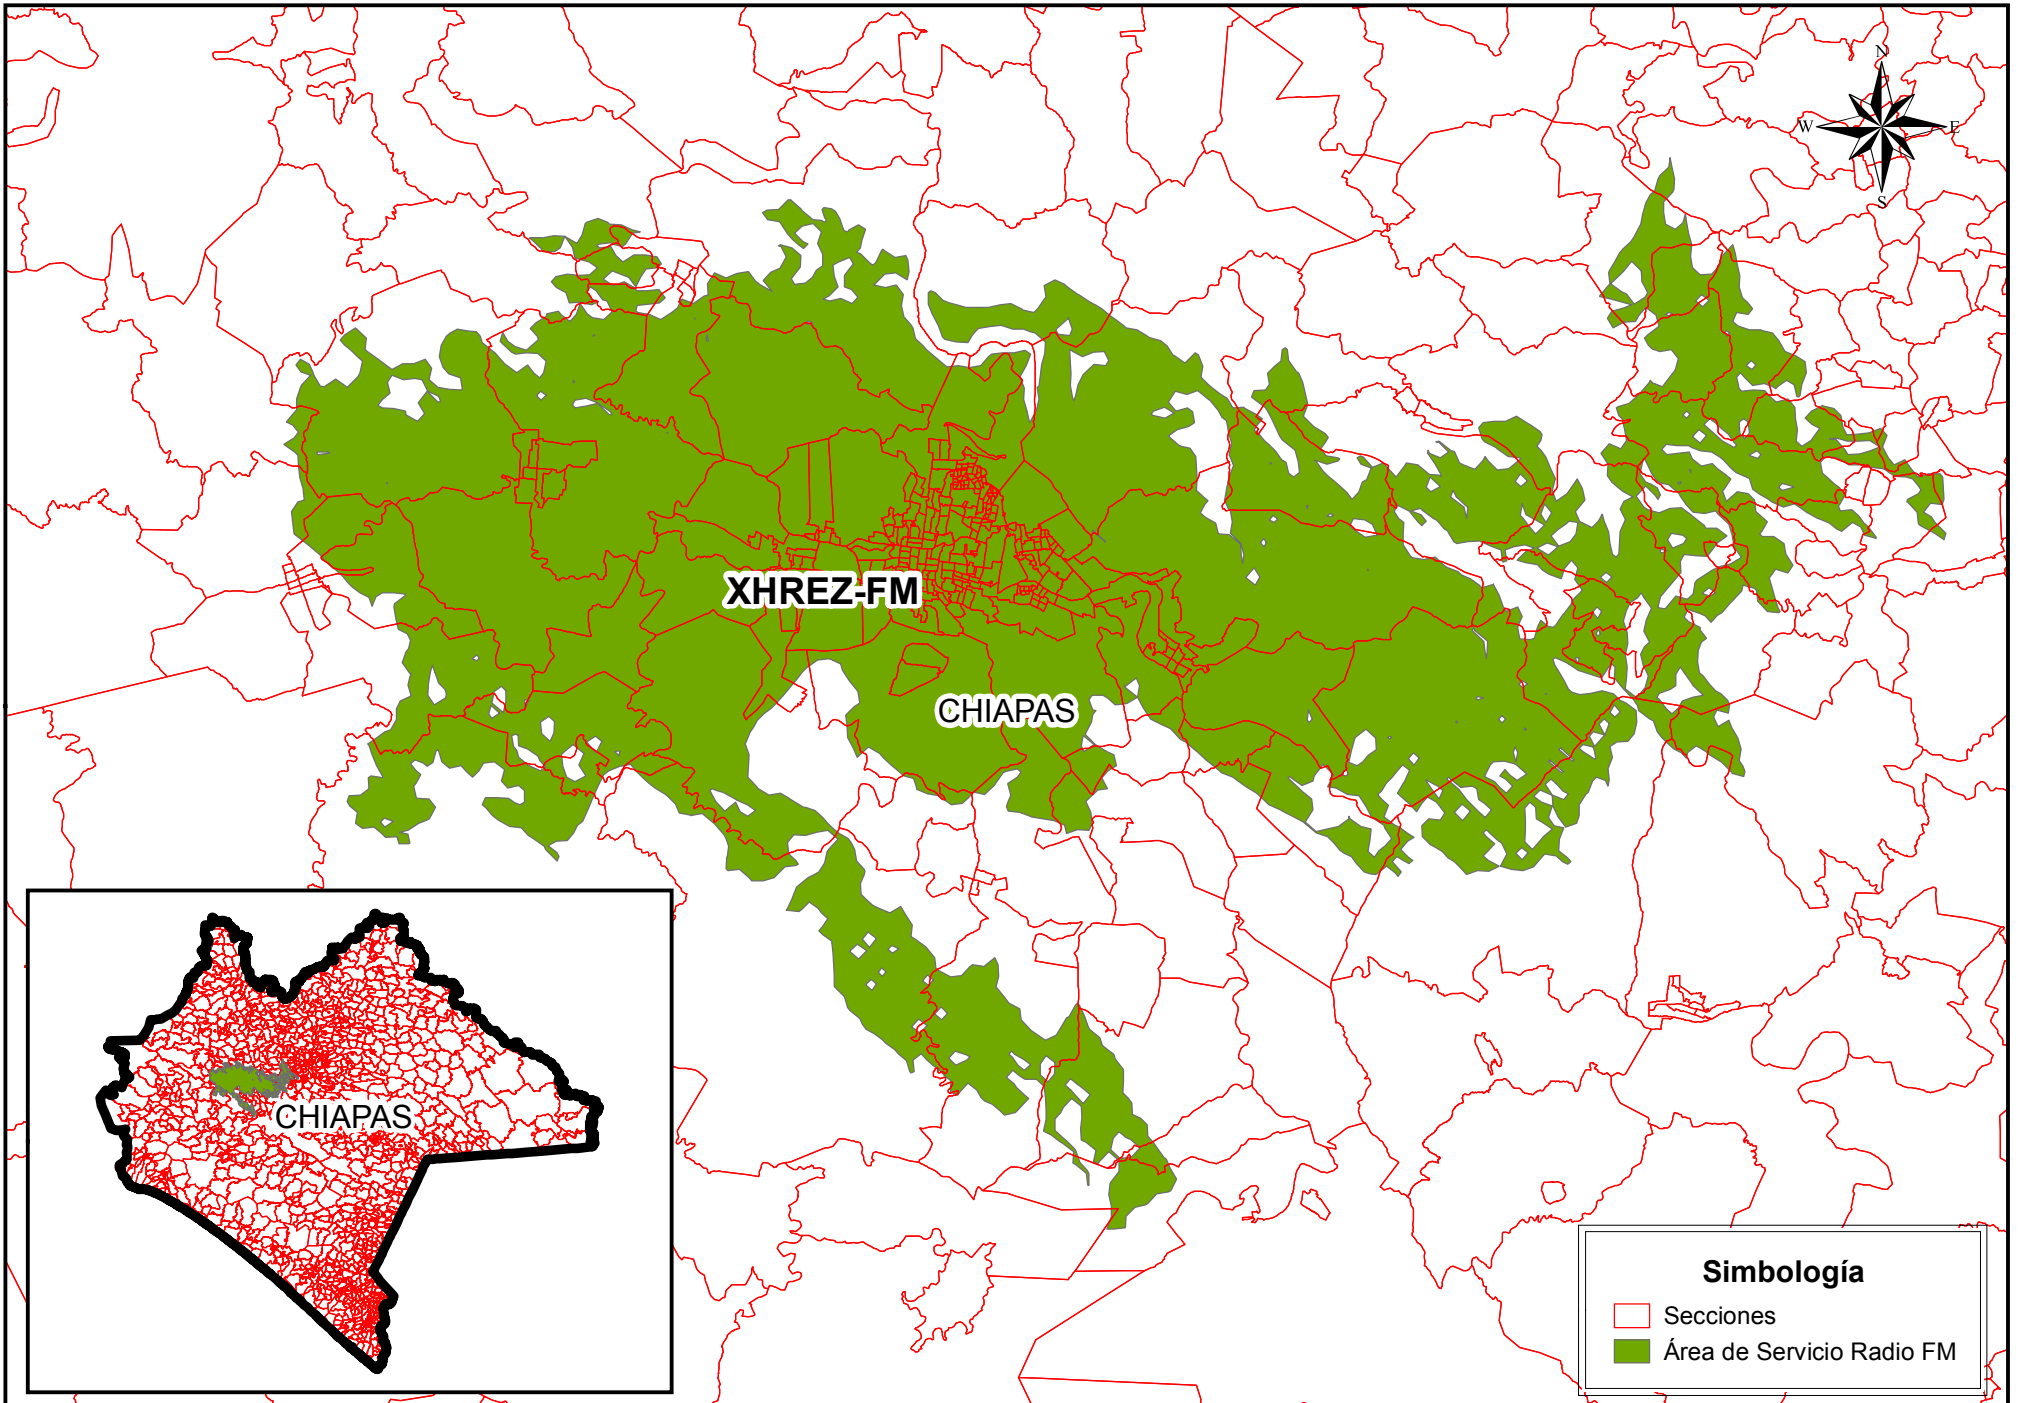 N
W E
S
XHREZ-FM
CHIAPAS
CHIAPAS
Simbología
Secciones
Área de Servicio Radio FM